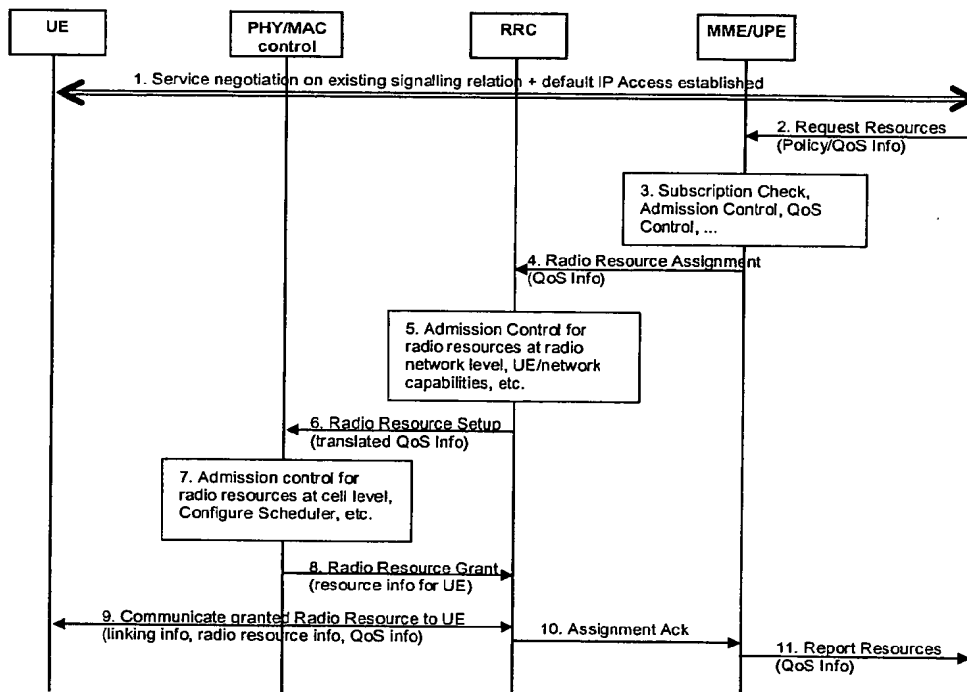 UE
PHY/MAC
control
RRC
MME/UPE
1. Service negotiation on existing signalling relation + default IP Access established
2. Request Resources
(Policy/QoS Info)
3. Subscription Check,
Admission Control, QoS
Control, ...
4. Radio Resource Assignment
(QoS Info)
5. Admission Control for
radio resources at radio
network level, UE/network
capabilities, etc.
6. Radio Resource Setup
(translated QoS Info)
7. Admission control for
radio resources at cell level,
Configure Scheduler, etc.
8. Radio Resource Grant
(resource info for UE)
9. Communicate granted Radio Resource to UE
(linking info, radio resource info, QoS info)
10. Assignment Ack
11. Report Resources
(QoS Info)